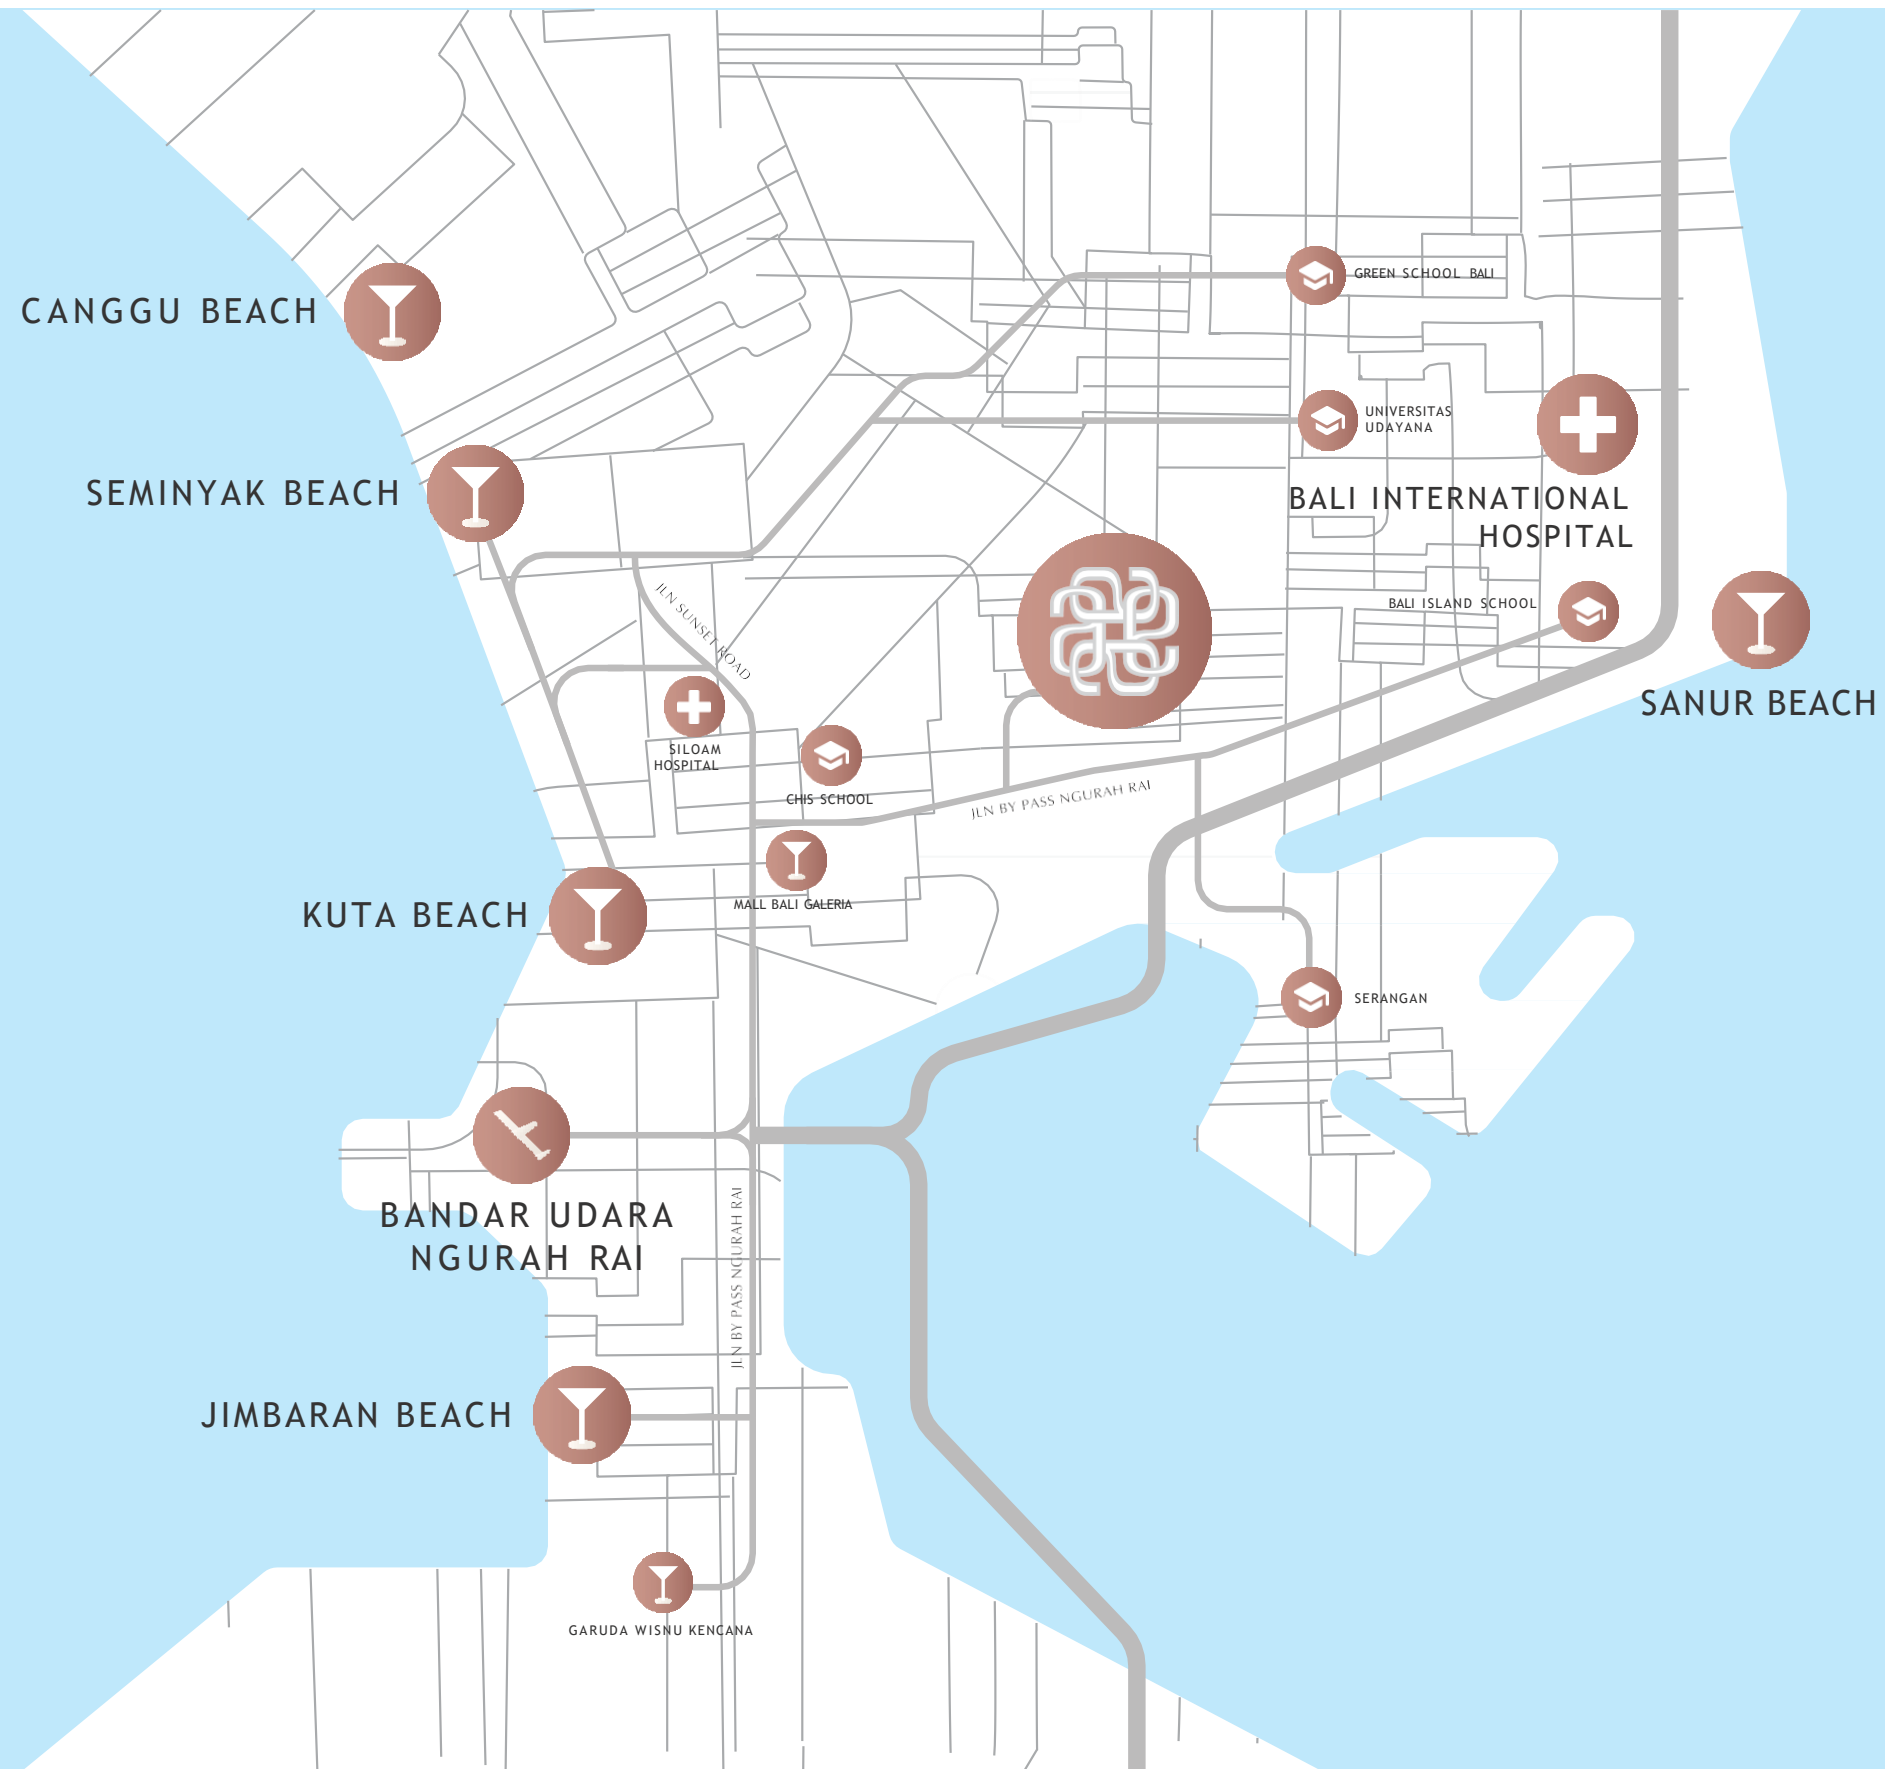 GREEN SCHOOL BALI
CANGGU BEACH
UNIVERSITAS
UDAYANA
SEMINYAK BEACH
BALI INTERNATIONAL
HOSPITAL
JLN SUNSET ROAD
BALI ISLAND SCHOOL
SANUR BEACH
SILOAM
HOSPITAL
CHIS SCHOOL
JLN BY PASS NGURAH RAI
MALL BALI GALERIA
KUTA BEACH
SERANGAN
BANDAR UDARA
NGURAH RAI
JLN BY PASS NGURAH RAI
JIMBARAN BEACH
GARUDA WISNU KENCANA